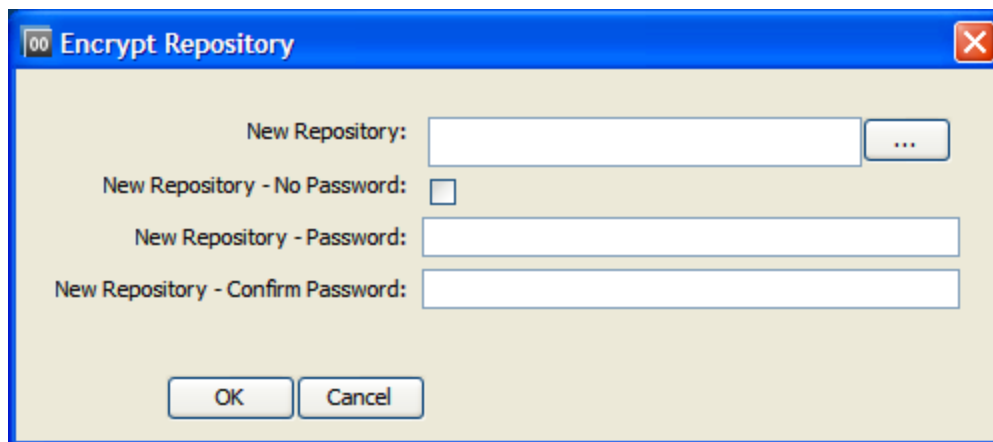 00 Encrypt Repository
New Repository:
...
New Repository - No Password:
New Repository - Password:
New Repository - Confirm Password:
OK Cancel